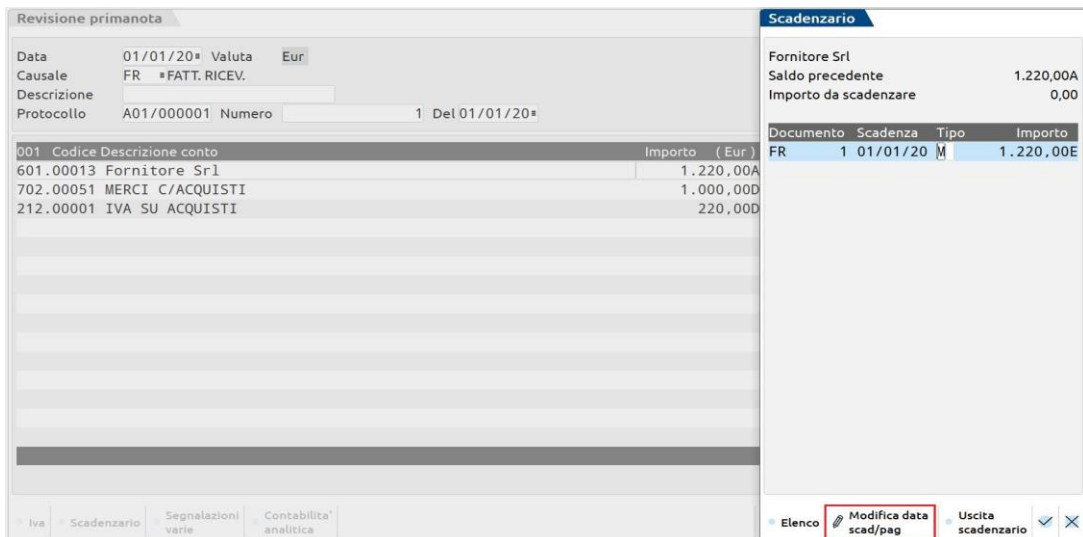 Revisione primanota
Data 01/01/20 Valuta Eur
Causale FR FATT. RICEV.
Descrizione
Protocollo A01/000001 Numero 1 Del 01/01/20
001 Codice Descrizione conto Importo (Eur)
601.00013 Fornitore Srl 1.220,00A
702.00051 MERCI C/ACQUISTI 1.000,00D
212.00001 IVA SU ACQUISTI 220,00D
Iva Scadenzario Segnalazioni varie Contabilita' analitica
Scadenzario
Fornitore Srl
Saldo precedente 1.220,00A
Importo da scadenzare 0,00
Documento Scadenza Tipo Importo
FR 1 01/01/20 M 1.220,00E
Elenco Modifica data scad/pag Uscita scadenzario